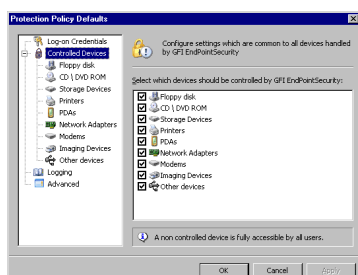 Protection Policy Defaults
Log-on Credentials
Controlled Devices
Floppy disk
CD \ DVD ROM
Storage Devices
Printers
PDAs
Network Adapters
Modems
Imaging Devices
Other devices
Logging
Advanced
Configure settings which are common to all devices handled
by GFI EndPointSecurity
Select which devices should be controlled by GFI EndPointSecurity:
Floppy disk
CD \ DVD ROM
Storage Devices
Printers
PDAs
Network Adapters
Modems
Imaging Devices
Other devices
A non controlled device is fully accessible by all users.
OK
Cancel
Apply